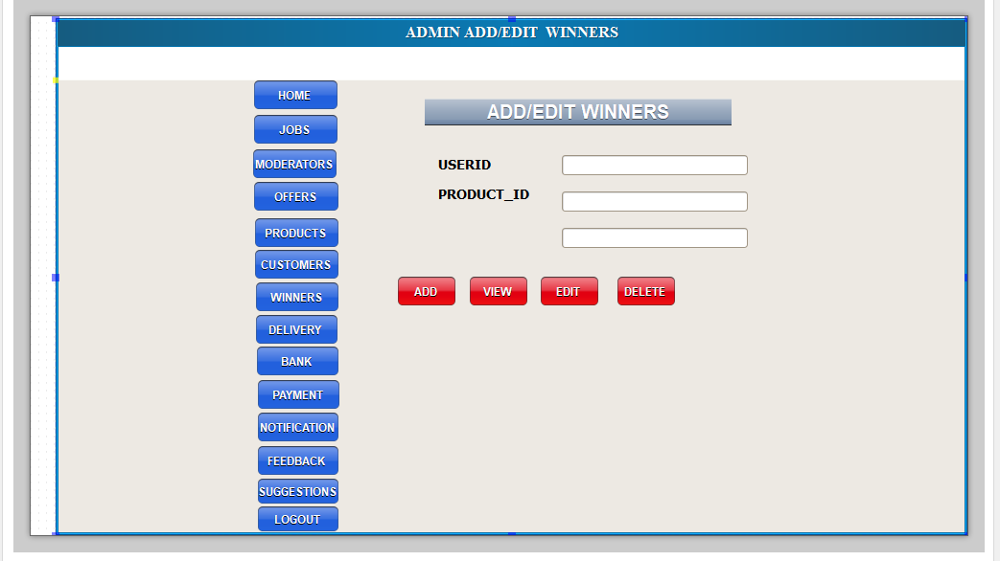 ADMIN ADD/EDIT WINNERS
HOME
JOBS
MODERATORS
OFFERS
PRODUCTS
CUSTOMERS
WINNERS
DELIVERY
BANK
PAYMENT
NOTIFICATION
FEEDBACK
SUGGESTIONS
LOGOUT
ADD/EDIT WINNERS
USERID
PRODUCT_ID
ADD VIEW EDIT DELETE